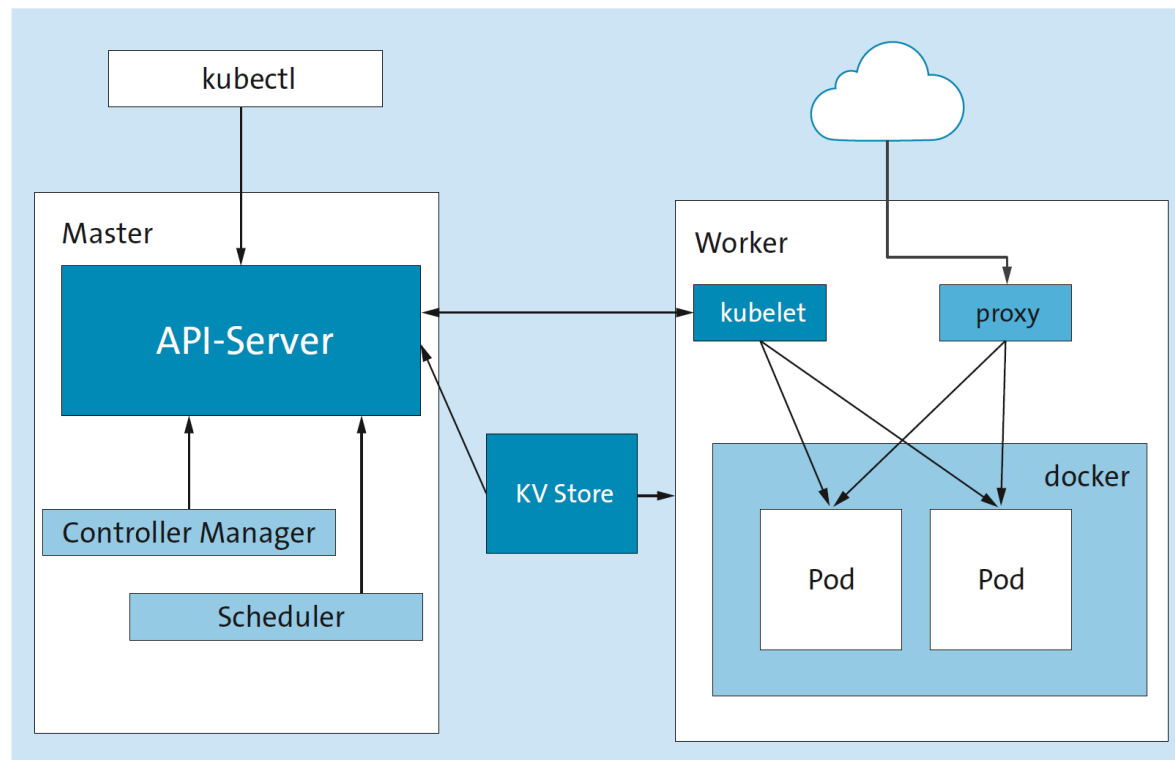 kubectl
Master
API-Server
Controller Manager
Scheduler
KV Store
Worker
kubelet
proxy
docker
Pod
Pod